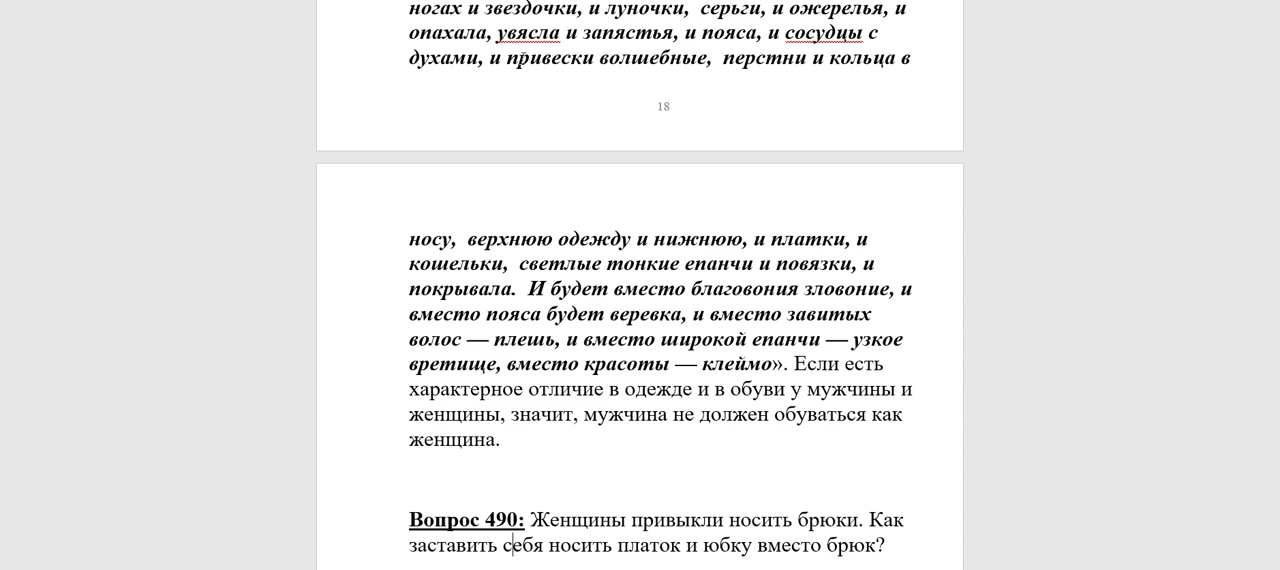 ногах и звездочки, и луночки,  серьги, и ожерелья, и
опахала, увясла и запястья, и пояса, и сосудцы с
духами, и привески волшебные,  перстни и кольца в
18
носу,  верхнюю одежду и нижнюю, и платки, и
кошельки,  светлые тонкие епанчи и повязки, и
покрывала.  И будет вместо благовония зловоние, и
вместо пояса будет веревка, и вместо завитых
волос — плешь, и вместо широкой епанчи — узкое
вретище, вместо красоты — клеймо». Если есть
характерное отличие в одежде и в обуви у мужчины и
женщины, значит, мужчина не должен обуваться как
женщина.
Вопрос 490: Женщины привыкли носить брюки. Как
заставить себя носить платок и юбку вместо брюк?